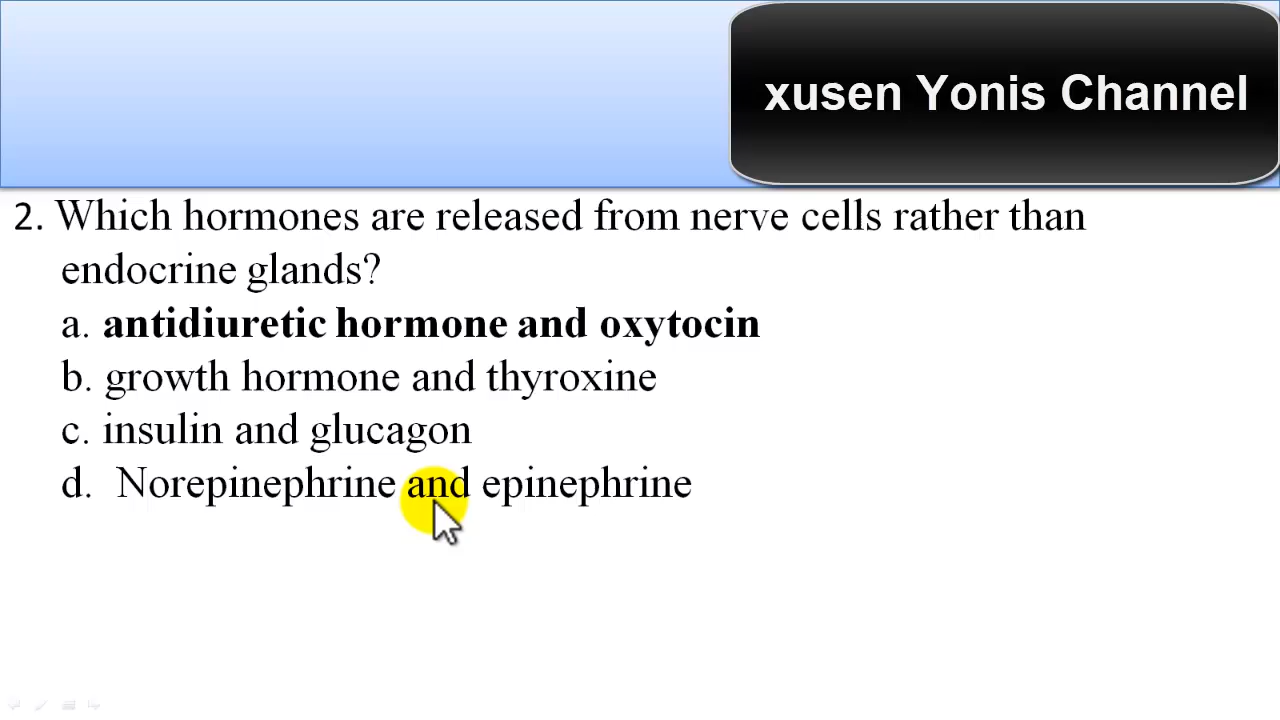 xusen Yonis Channel
2. Which hormones are released from nerve cells rather than
endocrine glands?
a. antidiuretic hormone and oxytocin
b. growth hormone and thyroxine
c. insulin and glucagon
d. Norepinephrine and epinephrine